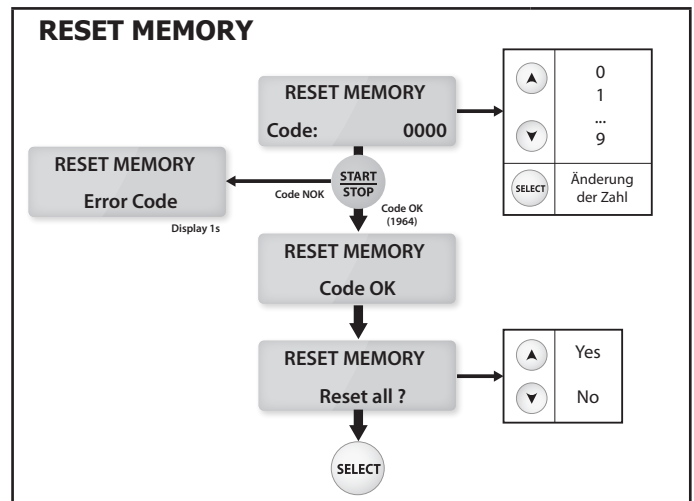 RESET MEMORY
RESET MEMORY
Code: 0000
0
1
...
9
SELECT
Änderung
der Zahl
START
STOP
Code NOK
Code OK
(1964)
RESET MEMORY
Error Code
Display 1s
RESET MEMORY
Code OK
RESET MEMORY
Reset all ?
Yes
No
SELECT